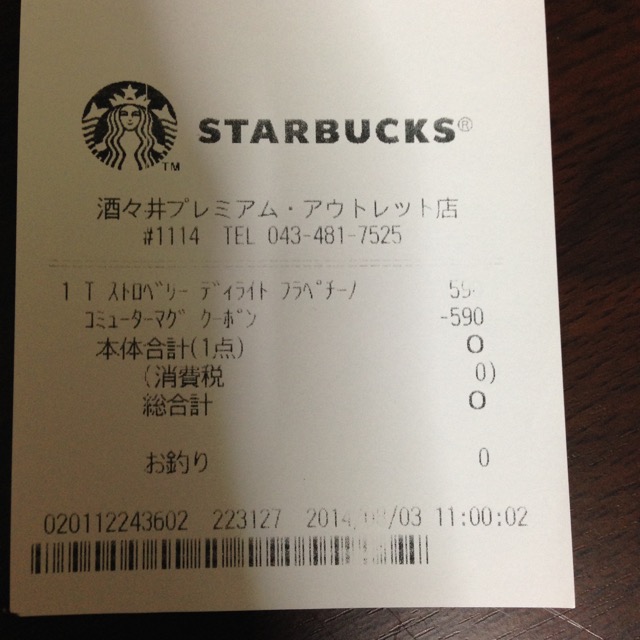 TM
STARBUCKS®
酒々井プレミアム・アウトレット店
#1114 TEL 043-481-7525
1 T ｽﾄﾛﾍﾞﾘｰ ﾃﾞｨﾗｲﾄ ﾌﾗﾍﾟﾁｰﾉ
ｺﾐｭｰﾀｰﾏｸﾞ ｸｰﾎﾟﾝ -590
本体合計(1点) 0
(消費税 0)
総合計 0
お釣り 0
020112243602 223127 11:00:02